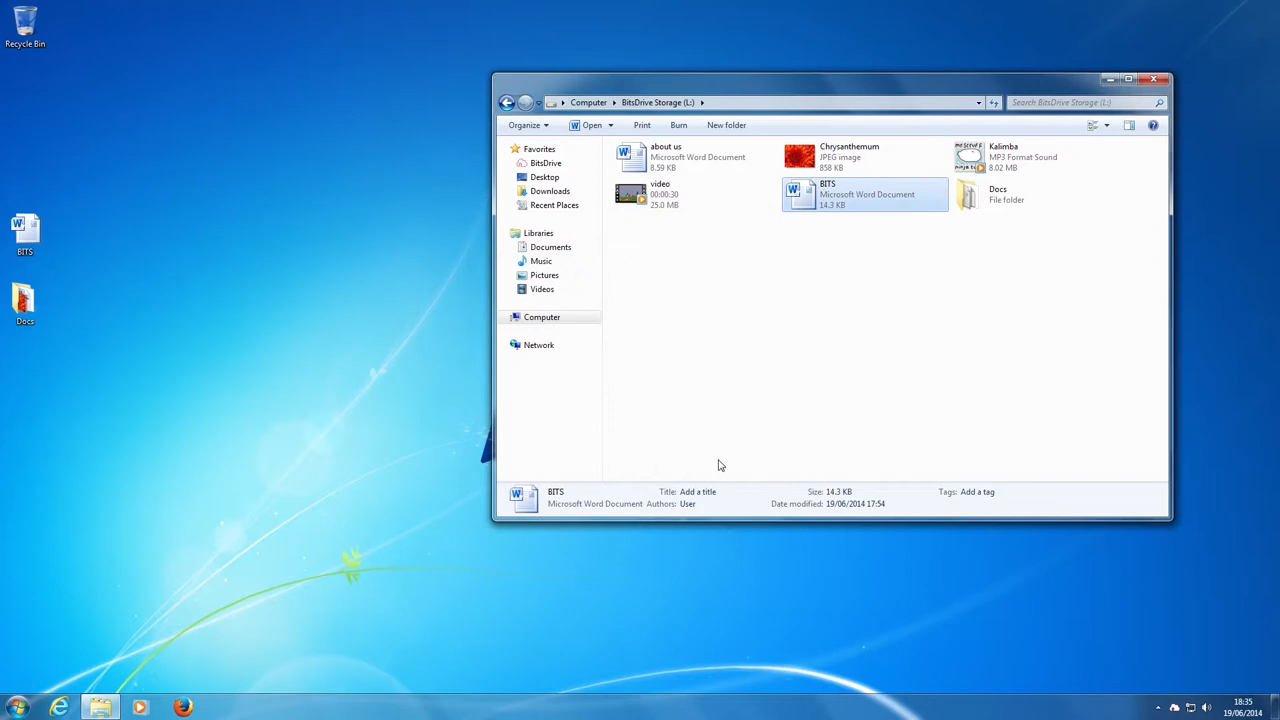 Recycle Bin
BITS
Docs
Computer BitsDrive Storage (L:)
Search BitsDrive Storage (L:)
Organize Open Print Burn New folder
Favorites
BitsDrive
Desktop
Downloads
Recent Places
Libraries
Documents
Music
Pictures
Videos
Computer
Network
about us
Microsoft Word Document
8.59 KB
Chrysanthemum
JPEG image
858 KB
Kalimba
MP3 Format Sound
8.02 MB
video
00:00:30
25.0 MB
BITS
Microsoft Word Document
14.3 KB
Docs
File folder
BITS Title: Add a title Size: 14.3 KB Tags: Add a tag
Microsoft Word Document Authors: User Date modified: 19/06/2014 17:54
18:35
19/06/2014